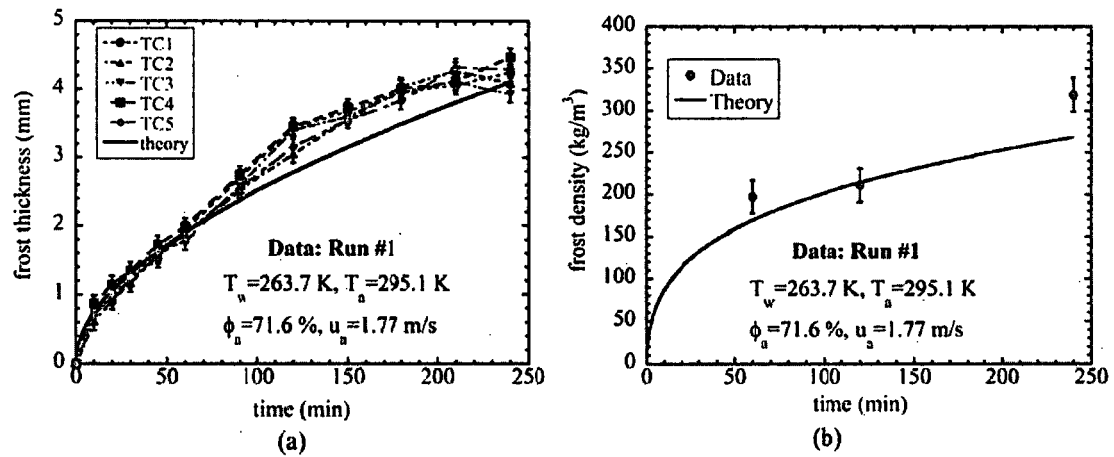 5
4
3
2
1
0
frost thickness (mm)
TC1
TC2
TC3
TC4
TC5
theory
Data: Run #1
T_w=263.7 K, T_a=295.1 K
ϕ_a=71.6 %, u_a=1.77 m/s
0 50 100 150 200 250
time (min)
(a)
400
350
300
250
200
150
100
50
0
frost density (kg/m³)
Data
Theory
Data: Run #1
T_w=263.7 K, T_a=295.1 K
ϕ_a=71.6 %, u_a=1.77 m/s
0 50 100 150 200 250
time (min)
(b)